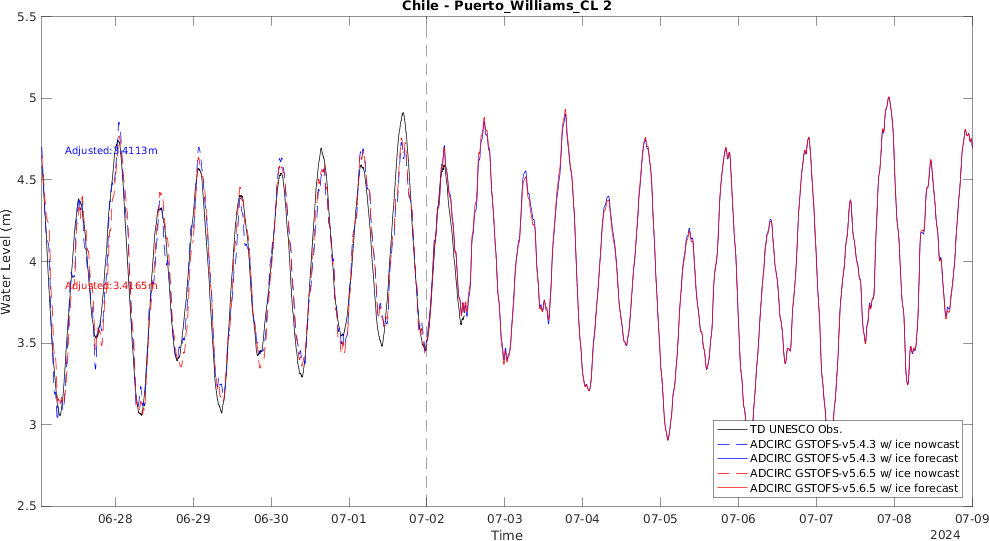 Chile - Puerto_Williams_CL 2
5.5
5
4.5
4
3.5
3
2.5
Water Level (m)
Adjusted:3.4113m
Adjusted:3.4165m
TD UNESCO Obs.
ADCIRC GSTOFS-v5.4.3 w/ ice nowcast
ADCIRC GSTOFS-v5.4.3 w/ ice forecast
ADCIRC GSTOFS-v5.6.5 w/ ice nowcast
ADCIRC GSTOFS-v5.6.5 w/ ice forecast
06-28 06-29 06-30 07-01 07-02 07-03 07-04 07-05 07-06 07-07 07-08 07-09
Time
2024